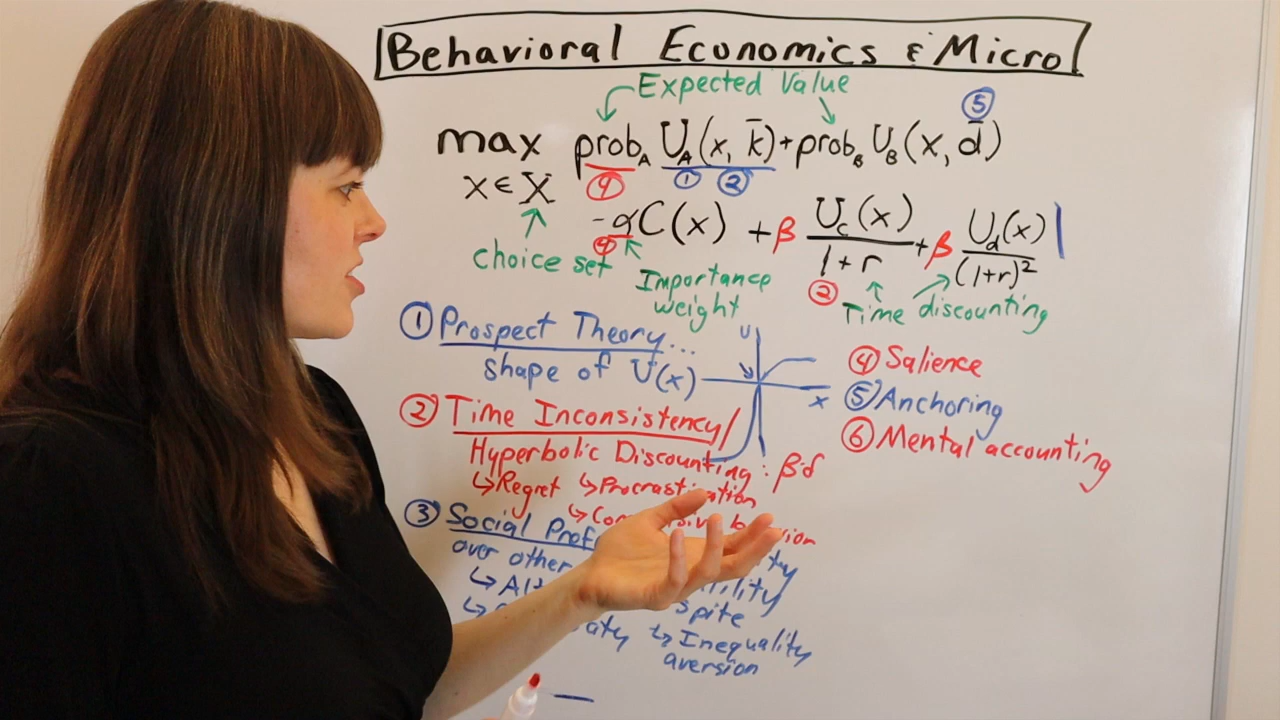 Behavioral Economics & Micro
Expected Value
⑤
max prob_A U_A(x, k̄) + prob_B U_B(x, d̄)
x ∈ X ④ ① ②
-αC(x) + β U_c(x)/(1+r) + β U_d(x)/(1+r)² |
④ ②
choice set
Importance weight
Time discounting
① Prospect Theory...
shape of U(x)
U
x
② Time Inconsistency/
Hyperbolic Discounting: βδ
↳Regret ↳Procrastination
③ Social
over other
↳
↳
spite
↳ Inequality
aversion
④ Salience
⑤ Anchoring
⑥ Mental accounting